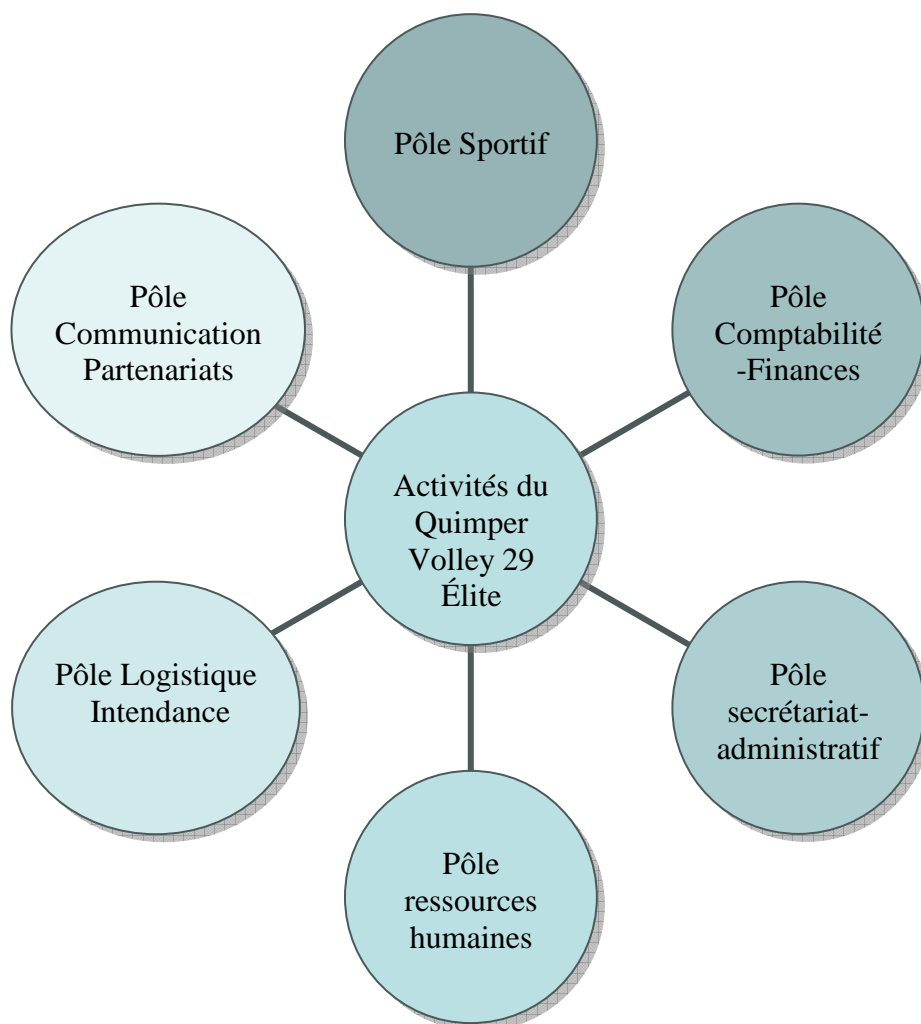 Pôle Sportif
Pôle
Communication
Partenariats
Pôle
Comptabilité
-Finances
Activités du
Quimper
Volley 29
Élite
Pôle Logistique
Intendance
Pôle
secrétariat-
administratif
Pôle
ressources
humaines